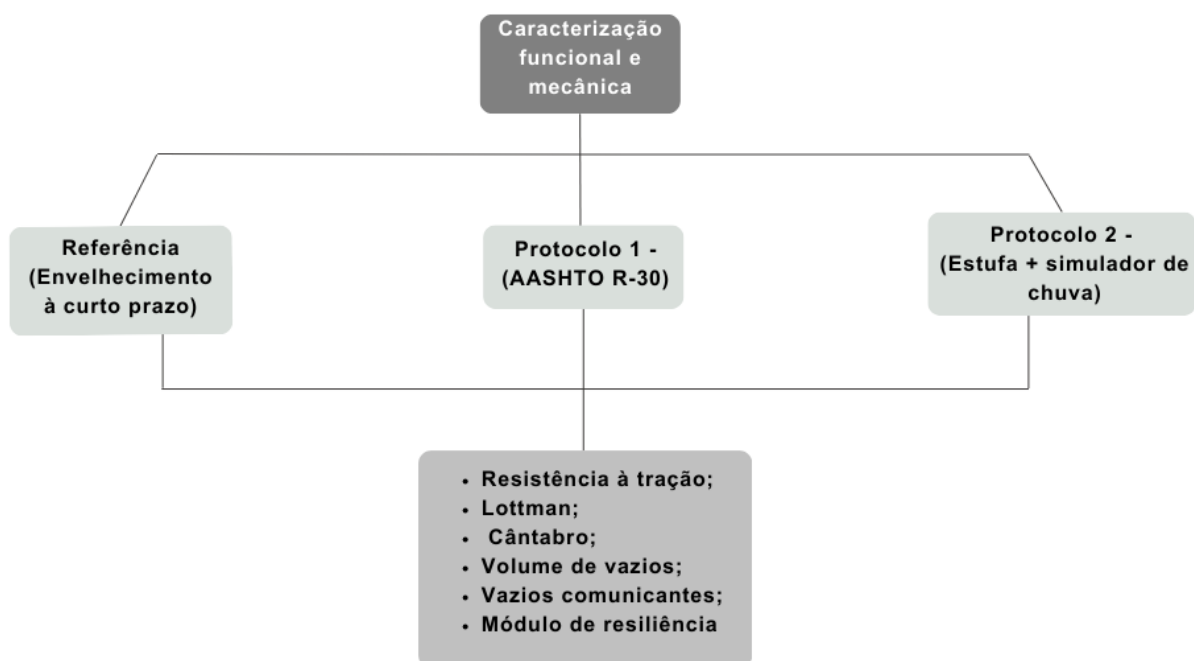 Caracterização
funcional e
mecânica
Referência
(Envelhecimento
à curto prazo)
Protocolo 1 -
(AASHTO R-30)
Protocolo 2 -
(Estufa + simulador de
chuva)
• Resistência à tração;
• Lottman;
• Cântabro;
• Volume de vazios;
• Vazios comunicantes;
• Módulo de resiliência